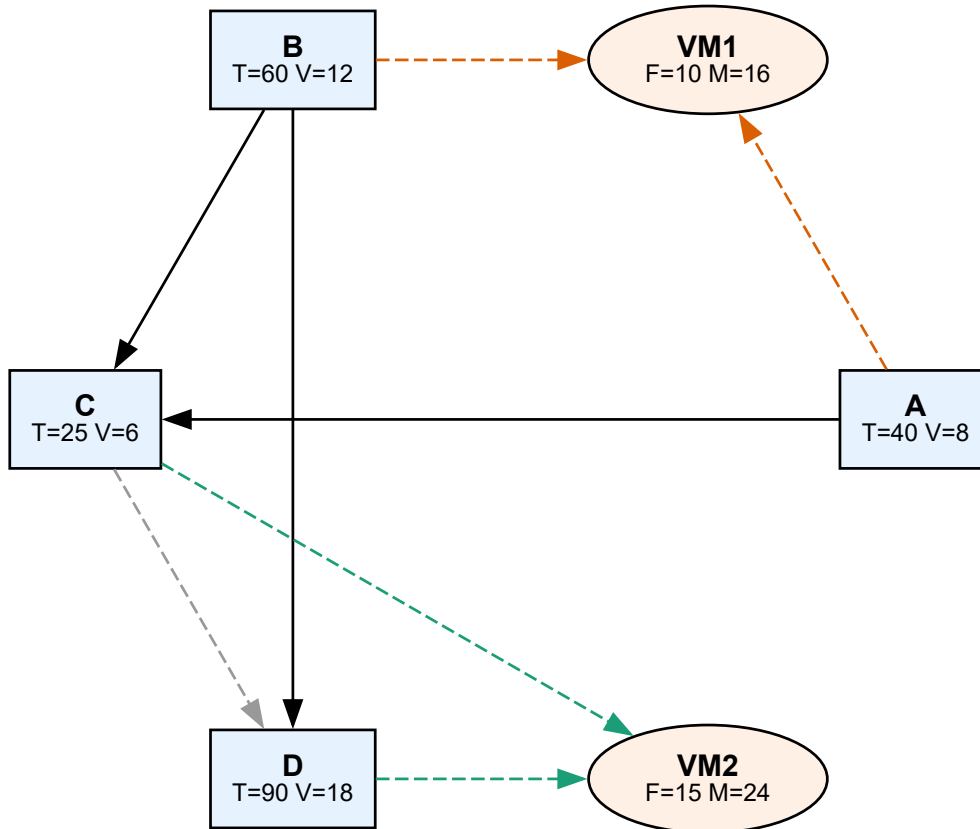 B
T=60 V=12
VM1
F=10 M=16
C
T=25 V=6
A
T=40 V=8
D
T=90 V=18
VM2
F=15 M=24